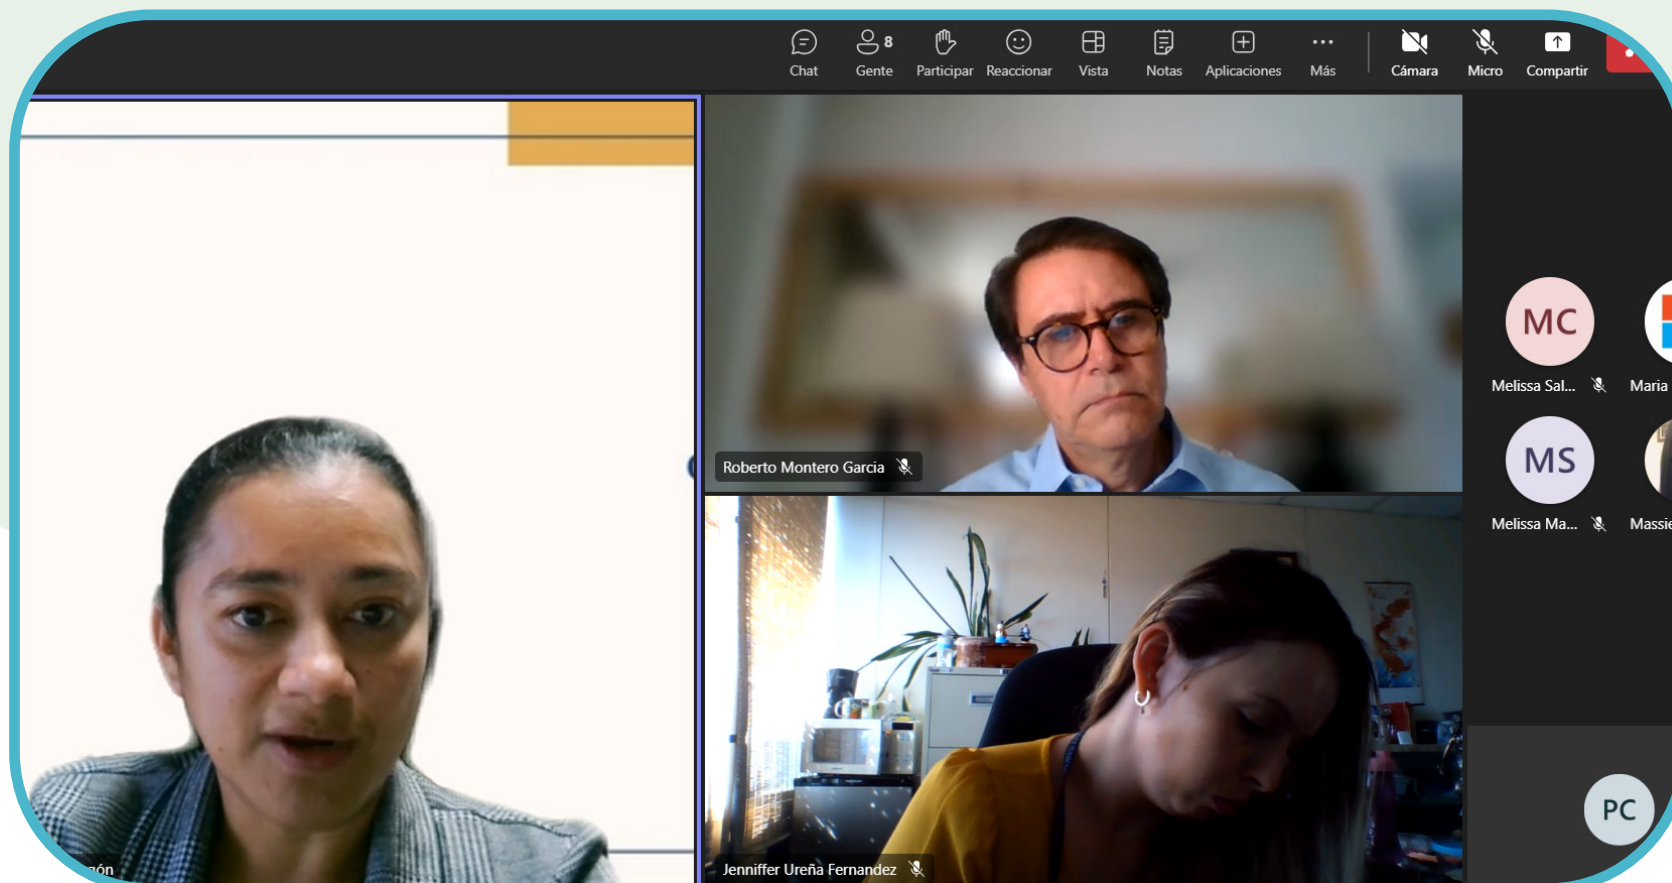 8
Chat
Gente
Participar
Reaccionar
Vista
Notas
Aplicaciones
Más
Cámara
Micro
Compartir
MC
Melissa Sal...
Maria
Roberto Montero Garcia
MS
Melissa Ma...
Massie
PC
Jenniffer Ureña Fernandez